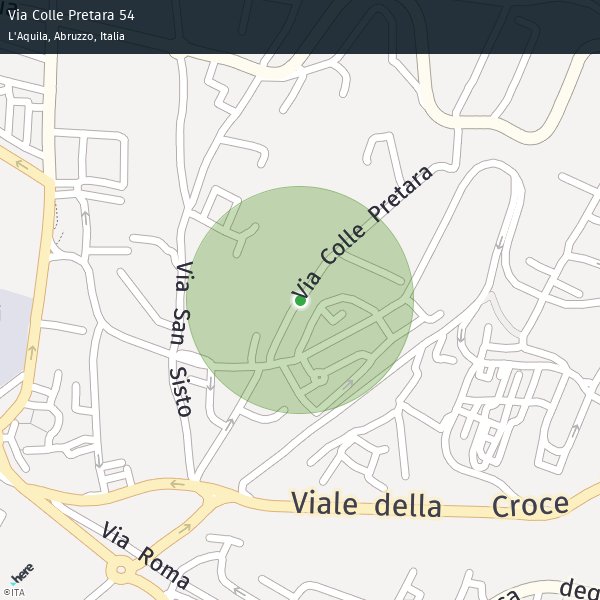 Via Colle Pretara 54
L'Aquila, Abruzzo, Italia
Via Colle Pretara
Via San Sisto
Viale della Croce
Via Roma
deg
here
©ITA